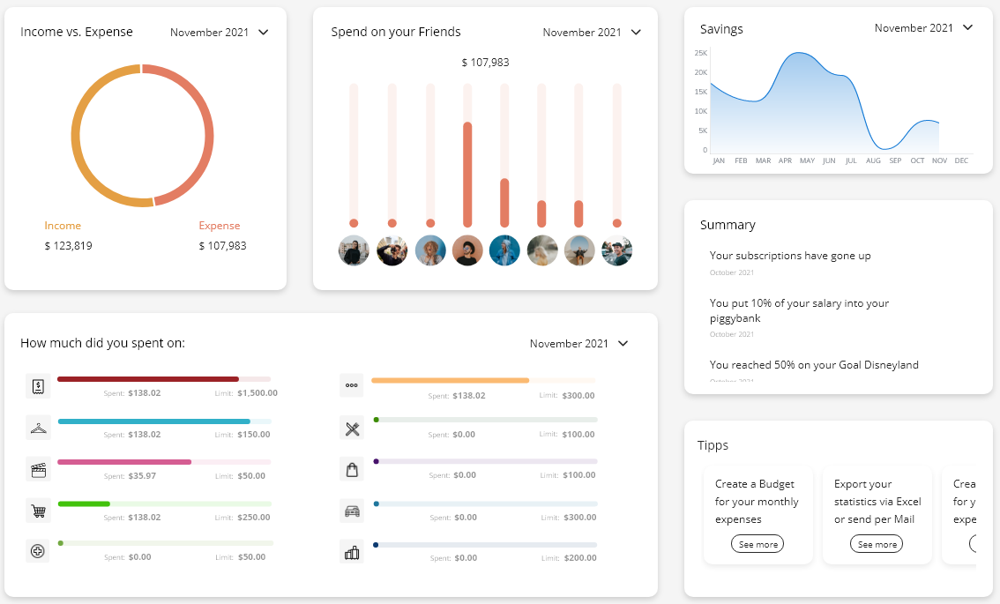 Income vs. Expense
November 2021
Income
Expense
$ 123,819
$ 107,983
Spend on your Friends
November 2021
$ 107,983
Savings
November 2021
25K
20K
15K
10K
5K
0
JAN FEB MAR APR MAY JUN JUL AUG SEP OCT NOV DEC
Summary
Your subscriptions have gone up
October 2021
You put 10% of your salary into your
piggybank
October 2021
You reached 50% on your Goal Disneyland
October 2021
How much did you spent on:
November 2021
Spent: $138.02 Limit: $1,500.00
Spent: $138.02 Limit: $150.00
Spent: $35.97 Limit: $50.00
Spent: $138.02 Limit: $250.00
Spent: $0.00 Limit: $50.00
Spent: $138.02 Limit: $300.00
Spent: $0.00 Limit: $100.00
Spent: $0.00 Limit: $100.00
Spent: $0.00 Limit: $300.00
Spent: $0.00 Limit: $200.00
Tipps
Create a Budget
for your monthly
expenses
See more
Export your
statistics via Excel
or send per Mail
See more
Crea
for y
expe